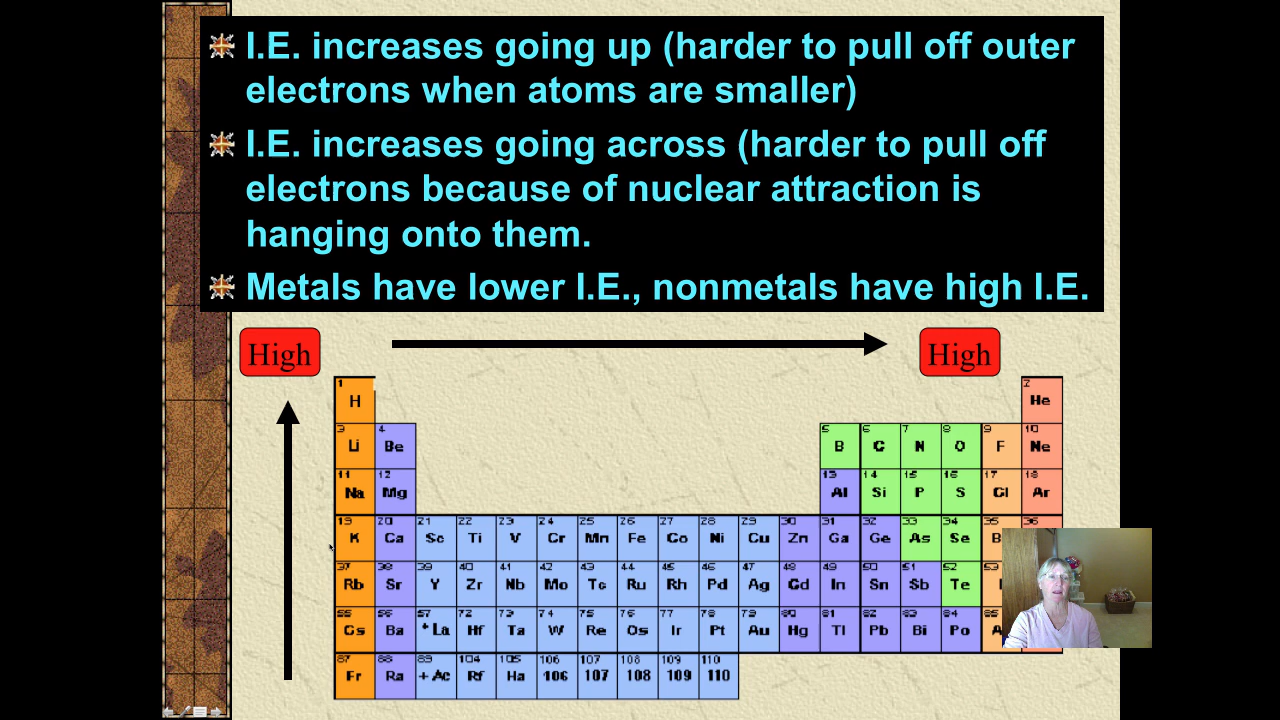 I.E. increases going up (harder to pull off outer
electrons when atoms are smaller)
I.E. increases going across (harder to pull off
electrons because of nuclear attraction is
hanging onto them.
Metals have lower I.E., nonmetals have high I.E.
High High
1 2
H He
3 4 5 6 7 8 9 10
Li Be B C N O F Ne
11 12 13 14 15 16 17 18
Na Mg Al Si P S Cl Ar
19 20 21 22 23 24 25 26 27 28 29 30 31 32 33 34 35 36
K Ca Sc Ti V Cr Mn Fe Co Ni Cu Zn Ga Ge As Se
37 38 39 40 41 42 43 44 45 46 47 48 49 50 51 52 53
Rb Sr Y Zr Nb Mo Tc Ru Rh Pd Ag Cd In Sn Sb Te
55 56 57 72 73 74 75 76 77 78 79 80 81 82 83 84 85
Cs Ba * La Hf Ta W Re Os Ir Pt Au Hg Tl Pb Bi Po
87 88 89 104 105 106 107 108 109 110
Fr Ra + Ac Rf Ha 106 107 108 109 110